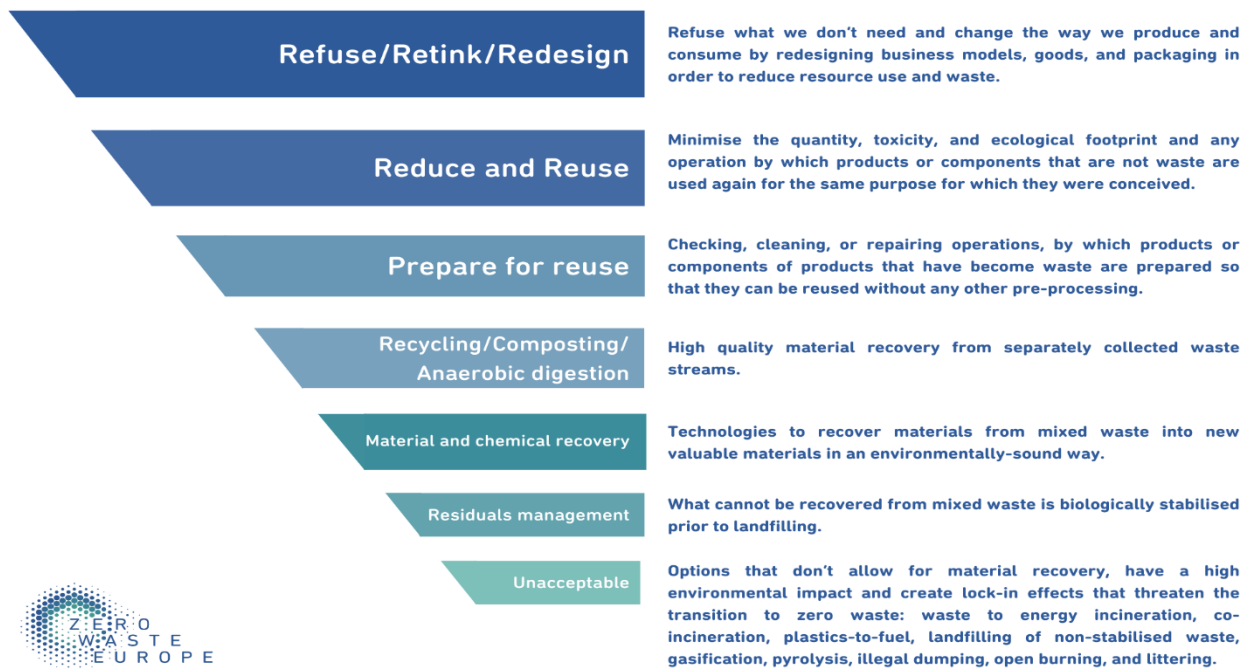 Refuse/Retink/Redesign
Refuse what we don't need and change the way we produce and
consume by redesigning business models, goods, and packaging in
order to reduce resource use and waste.
Reduce and Reuse
Minimise the quantity, toxicity, and ecological footprint and any
operation by which products or components that are not waste are
used again for the same purpose for which they were conceived.
Prepare for reuse
Checking, cleaning, or repairing operations, by which products or
components of products that have become waste are prepared so
that they can be reused without any other pre-processing.
Recycling/Composting/
Anaerobic digestion
High quality material recovery from separately collected waste
streams.
Material and chemical recovery
Technologies to recover materials from mixed waste into new
valuable materials in an environmentally-sound way.
Residuals management
What cannot be recovered from mixed waste is biologically stabilised
prior to landfilling.
Unacceptable
Options that don't allow for material recovery, have a high
environmental impact and create lock-in effects that threaten the
transition to zero waste: waste to energy incineration, co-
incineration, plastics-to-fuel, landfilling of non-stabilised waste,
gasification, pyrolysis, illegal dumping, open burning, and littering.
ZERO
WASTE
EUROPE